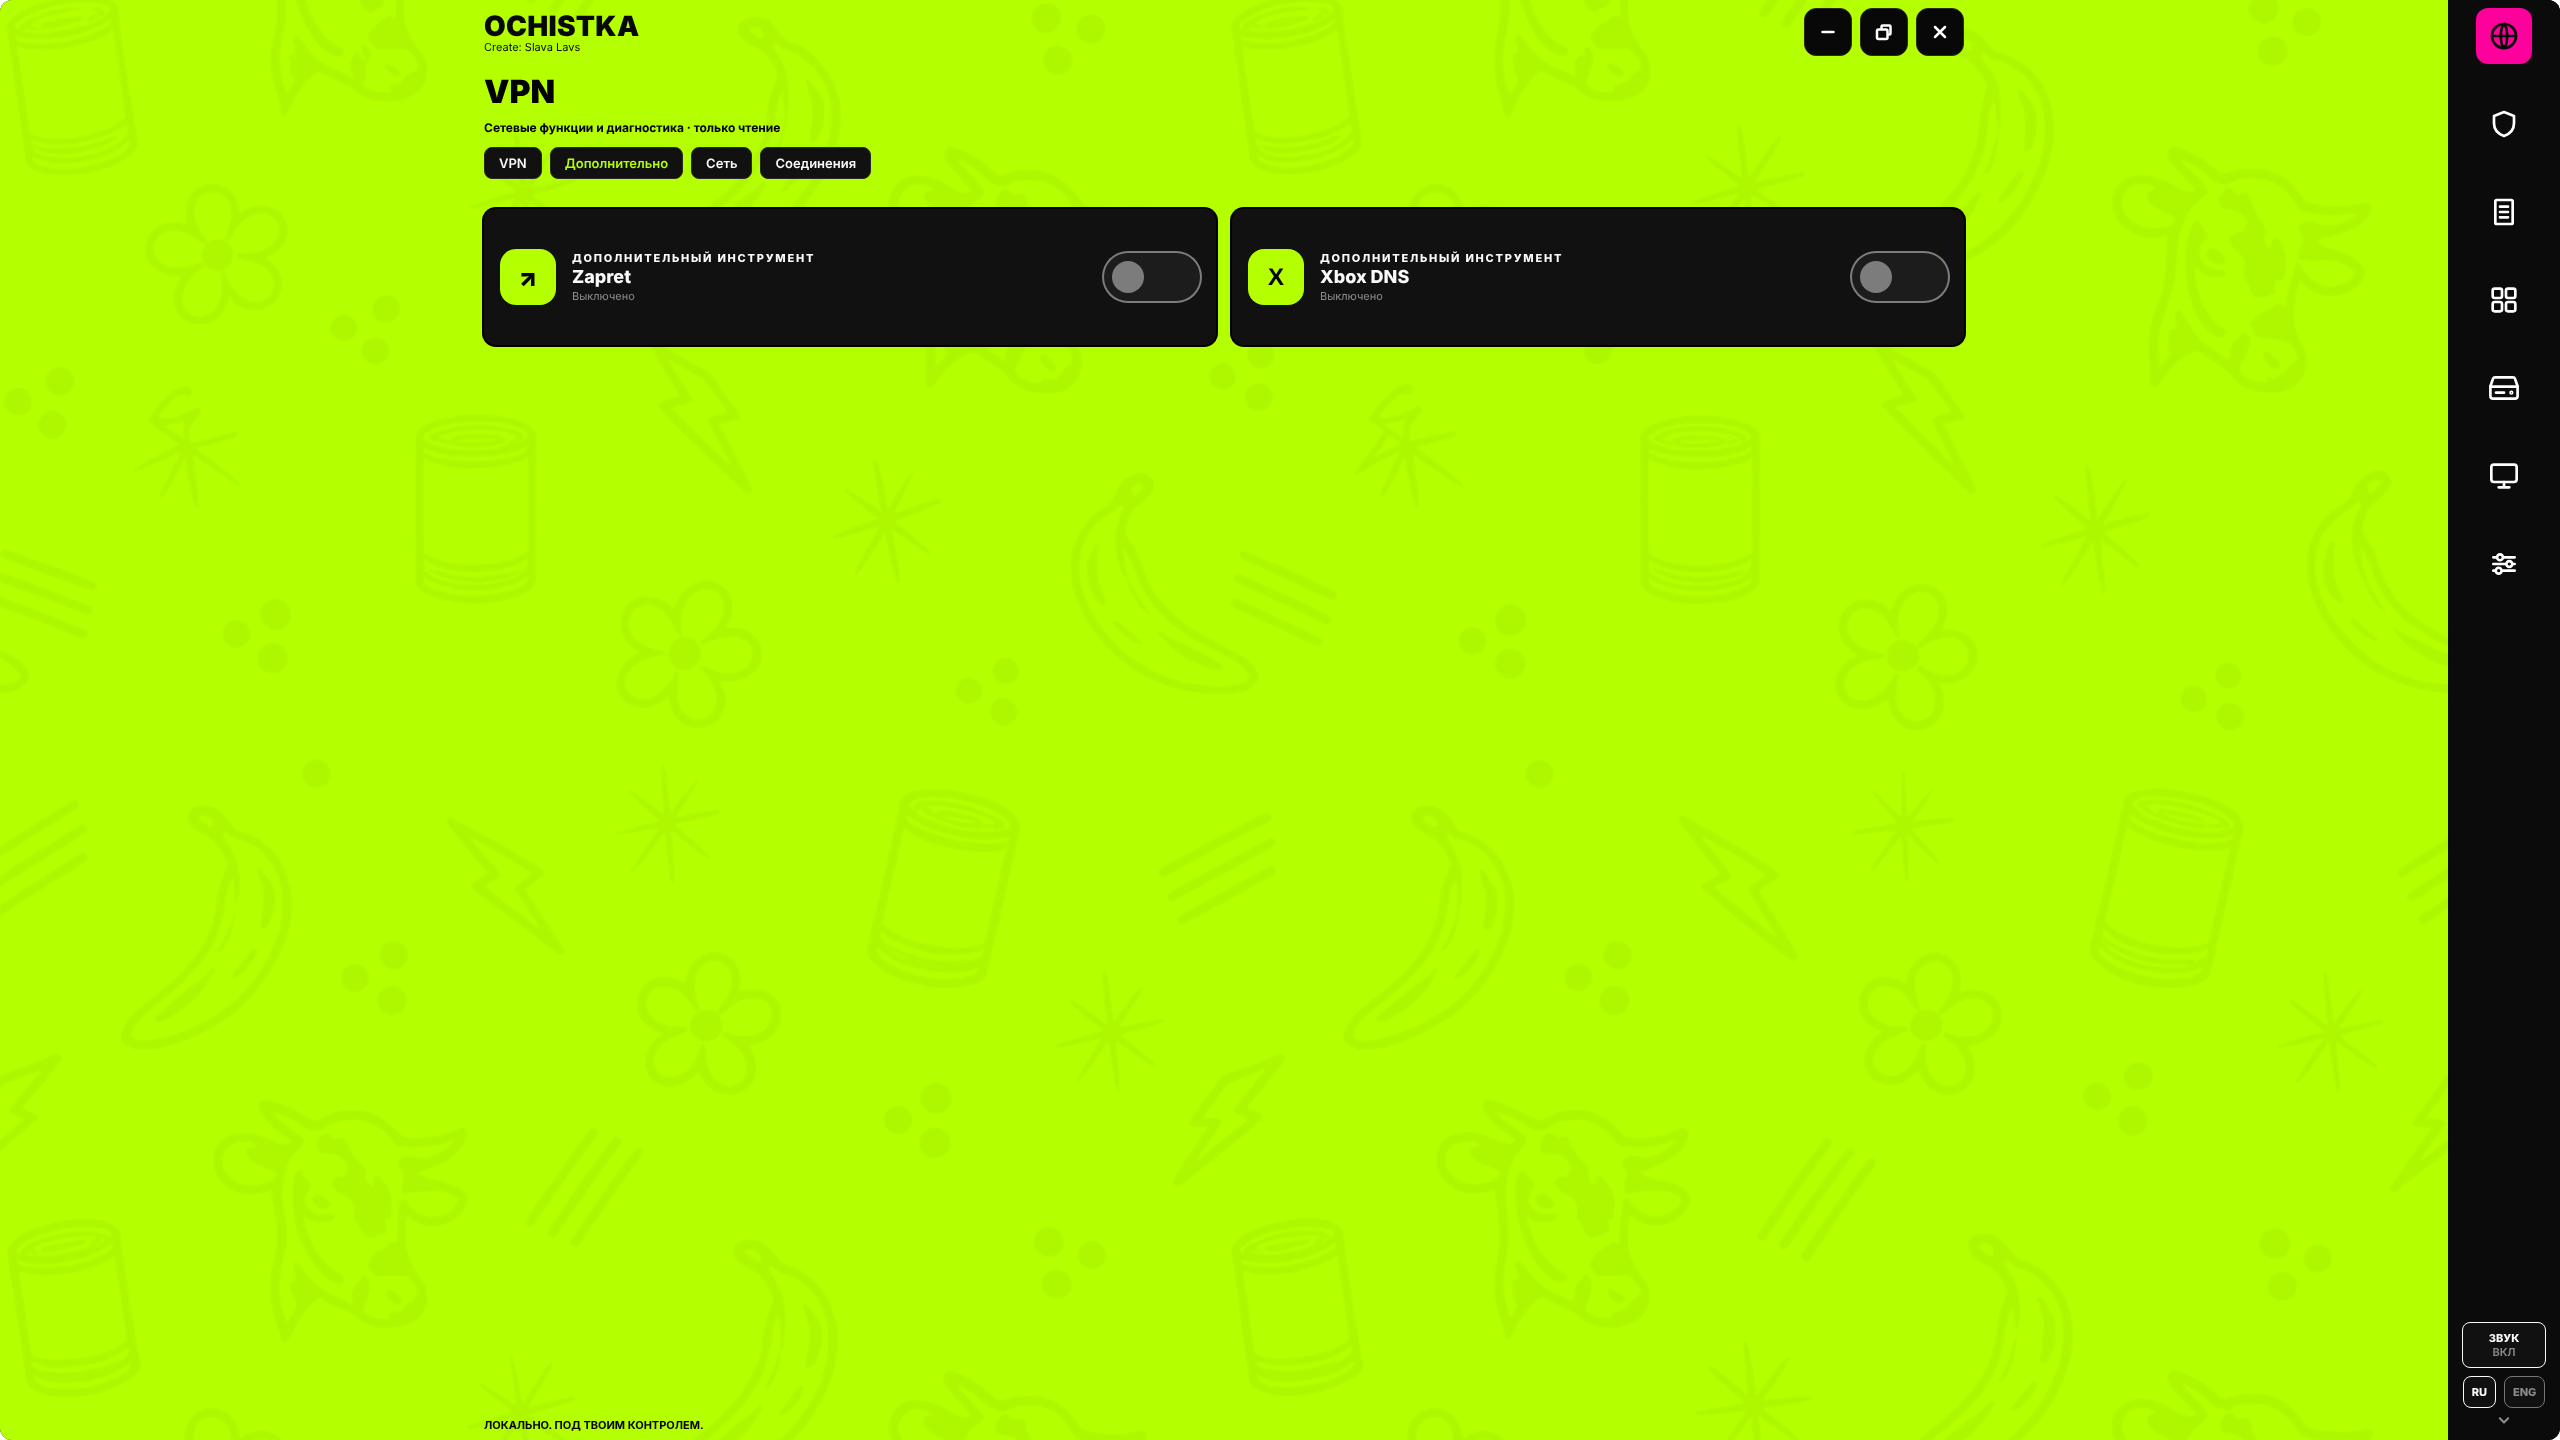 OCHISTKA
Create: Slava Lavs
VPN
Сетевые функции и диагностика · только чтение
VPN
Дополнительно
Сеть
Соединения
ДОПОЛНИТЕЛЬНЫЙ ИНСТРУМЕНТ
Zapret
Выключено
X
ДОПОЛНИТЕЛЬНЫЙ ИНСТРУМЕНТ
Xbox DNS
Выключено
ЗВУК
ВКЛ
RU
ENG
ЛОКАЛЬНО. ПОД ТВОИМ КОНТРОЛЕМ.